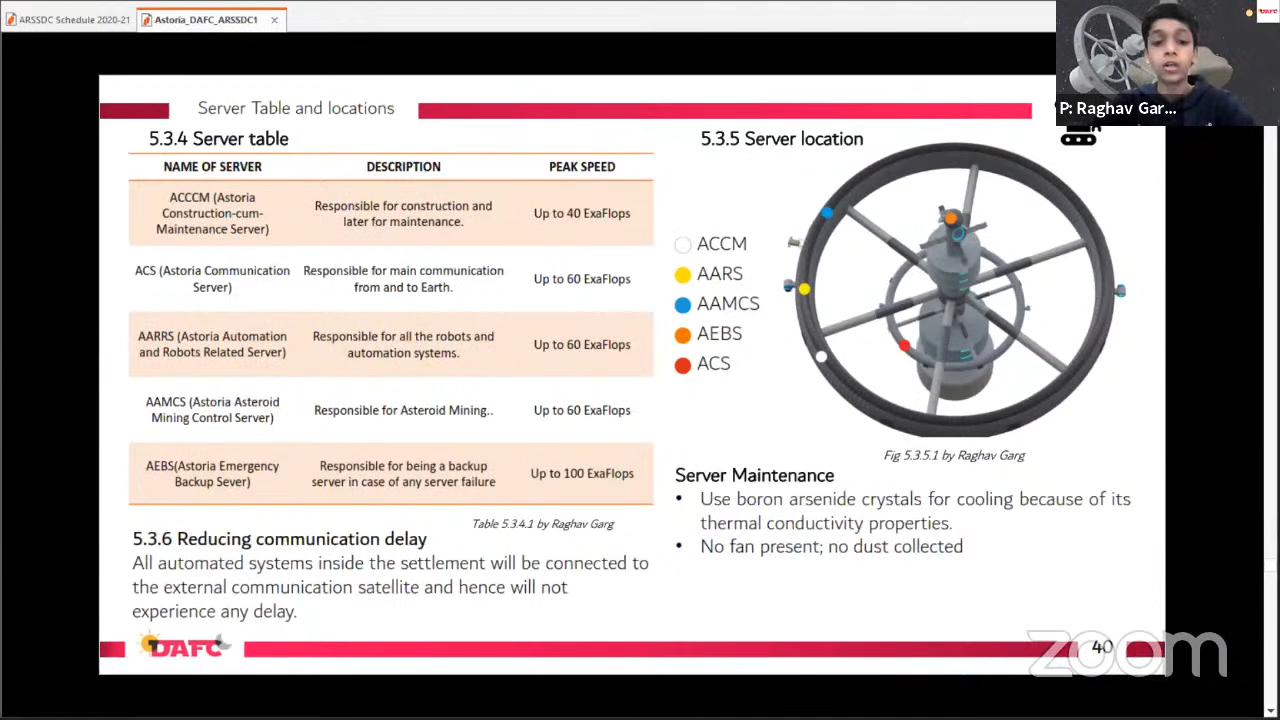 ARSSDC Schedule 2020-21
Astoria_DAFC_ARSSDC1
P: Raghav Gar...
Server Table and locations
5.3.4 Server table
NAME OF SERVER DESCRIPTION PEAK SPEED
ACCCM (Astoria
Construction-cum-
Maintenance Server)
Responsible for construction and
later for maintenance.
Up to 40 ExaFlops
ACS (Astoria Communication
Server)
Responsible for main communication
from and to Earth.
Up to 60 ExaFlops
AARRS (Astoria Automation
and Robots Related Server)
Responsible for all the robots and
automation systems.
Up to 60 ExaFlops
AAMCS (Astoria Asteroid
Mining Control Server)
Responsible for Asteroid Mining..
Up to 60 ExaFlops
AEBS(Astoria Emergency
Backup Sever)
Responsible for being a backup
server in case of any server failure
Up to 100 ExaFlops
Table 5.3.4.1 by Raghav Garg
5.3.6 Reducing communication delay
All automated systems inside the settlement will be connected to
the external communication satellite and hence will not
experience any delay.
5.3.5 Server location
ACCM
AARS
AAMCS
AEBS
ACS
Fig 5.3.5.1 by Raghav Garg
Server Maintenance
• Use boron arsenide crystals for cooling because of its
thermal conductivity properties.
• No fan present; no dust collected
DAFC
40
zoom